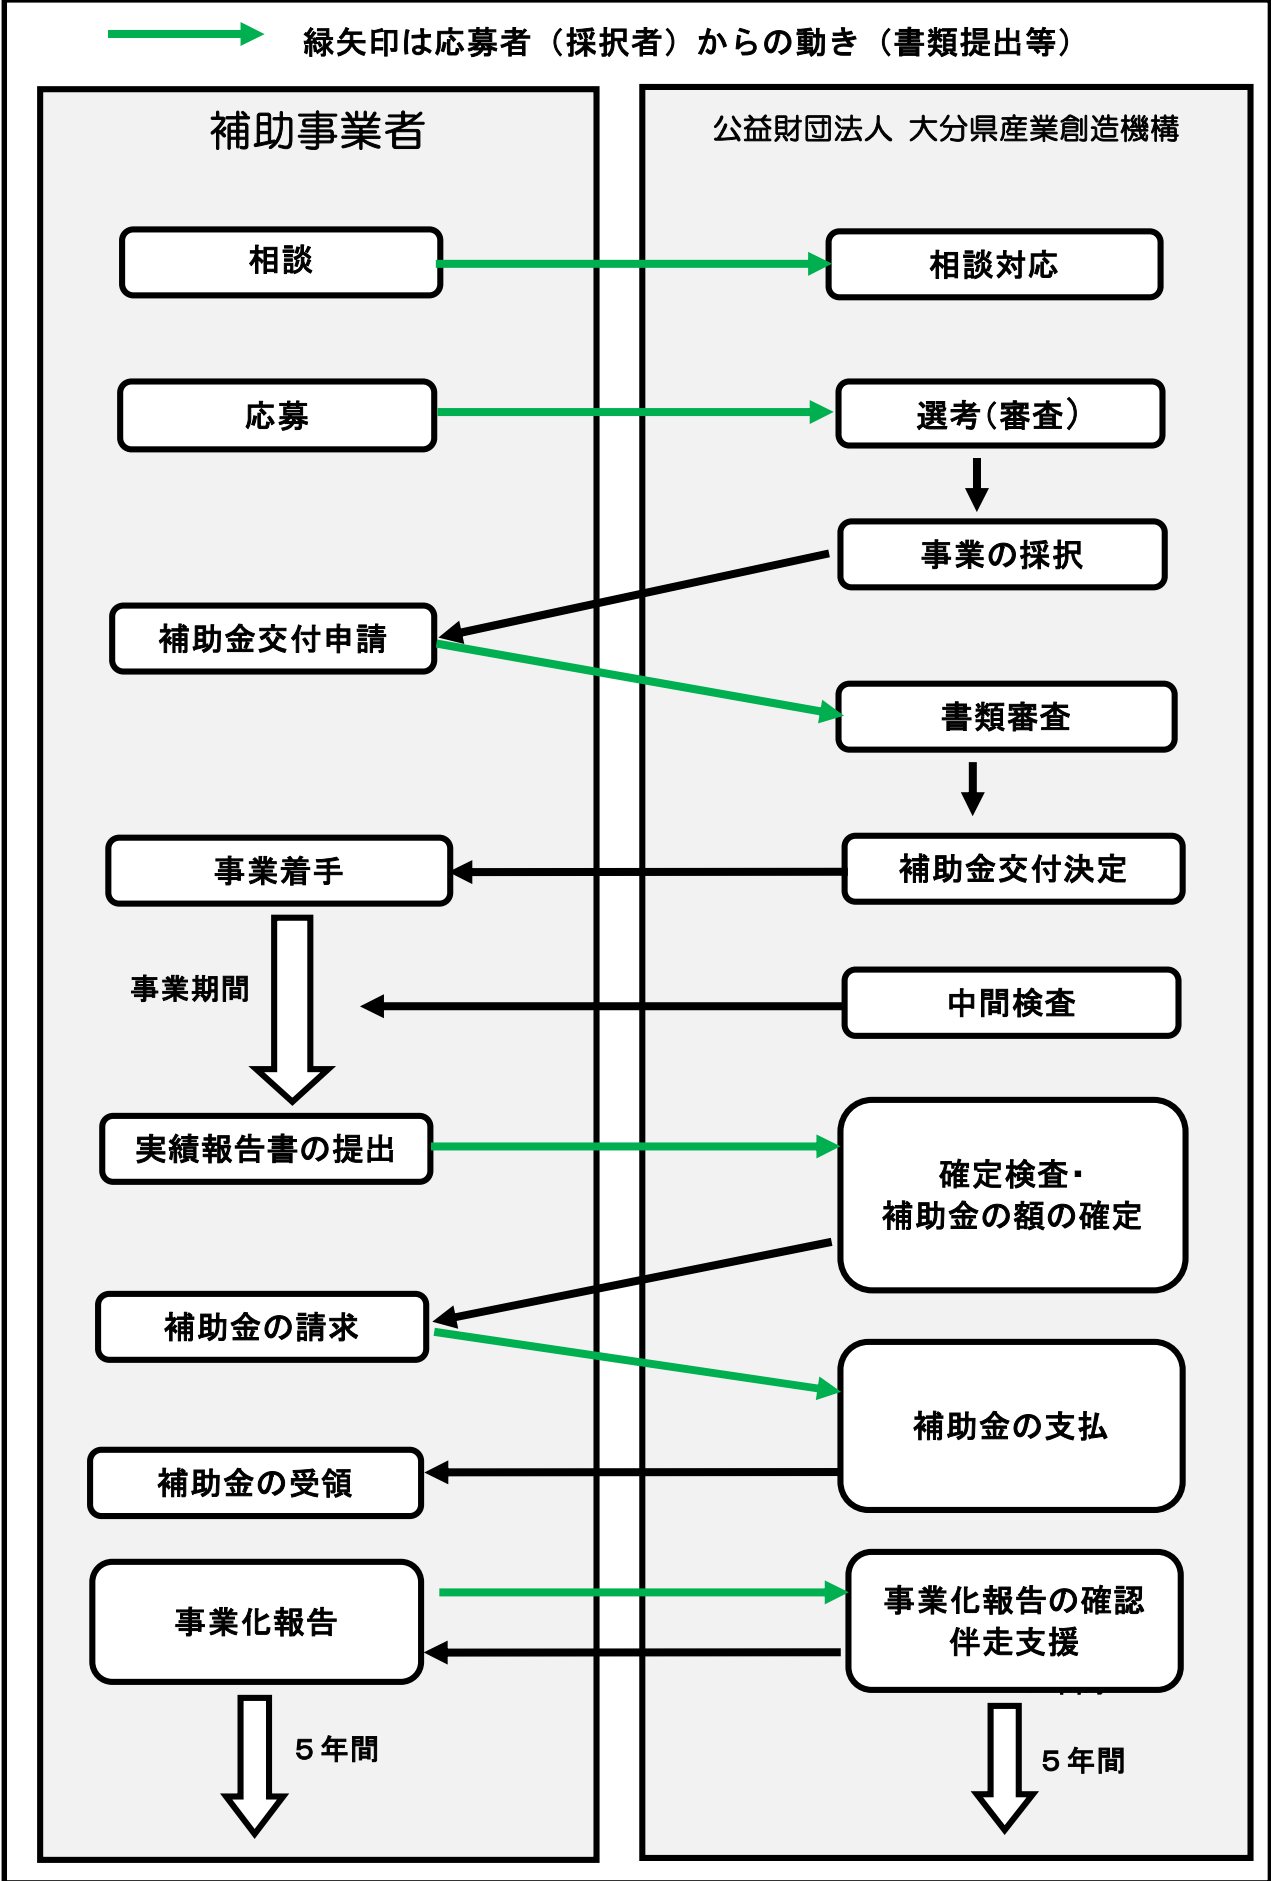 緑矢印は応募者（採択者）からの動き（書類提出等）
補助事業者
公益財団法人 大分県産業創造機構
相談
相談対応
応募
選考（審査）
事業の採択
補助金交付申請
書類審査
事業着手
補助金交付決定
事業期間
中間検査
実績報告書の提出
確定検査・
補助金の額の確定
補助金の請求
補助金の支払
補助金の受領
事業化報告
事業化報告の確認
伴走支援
５年間
５年間